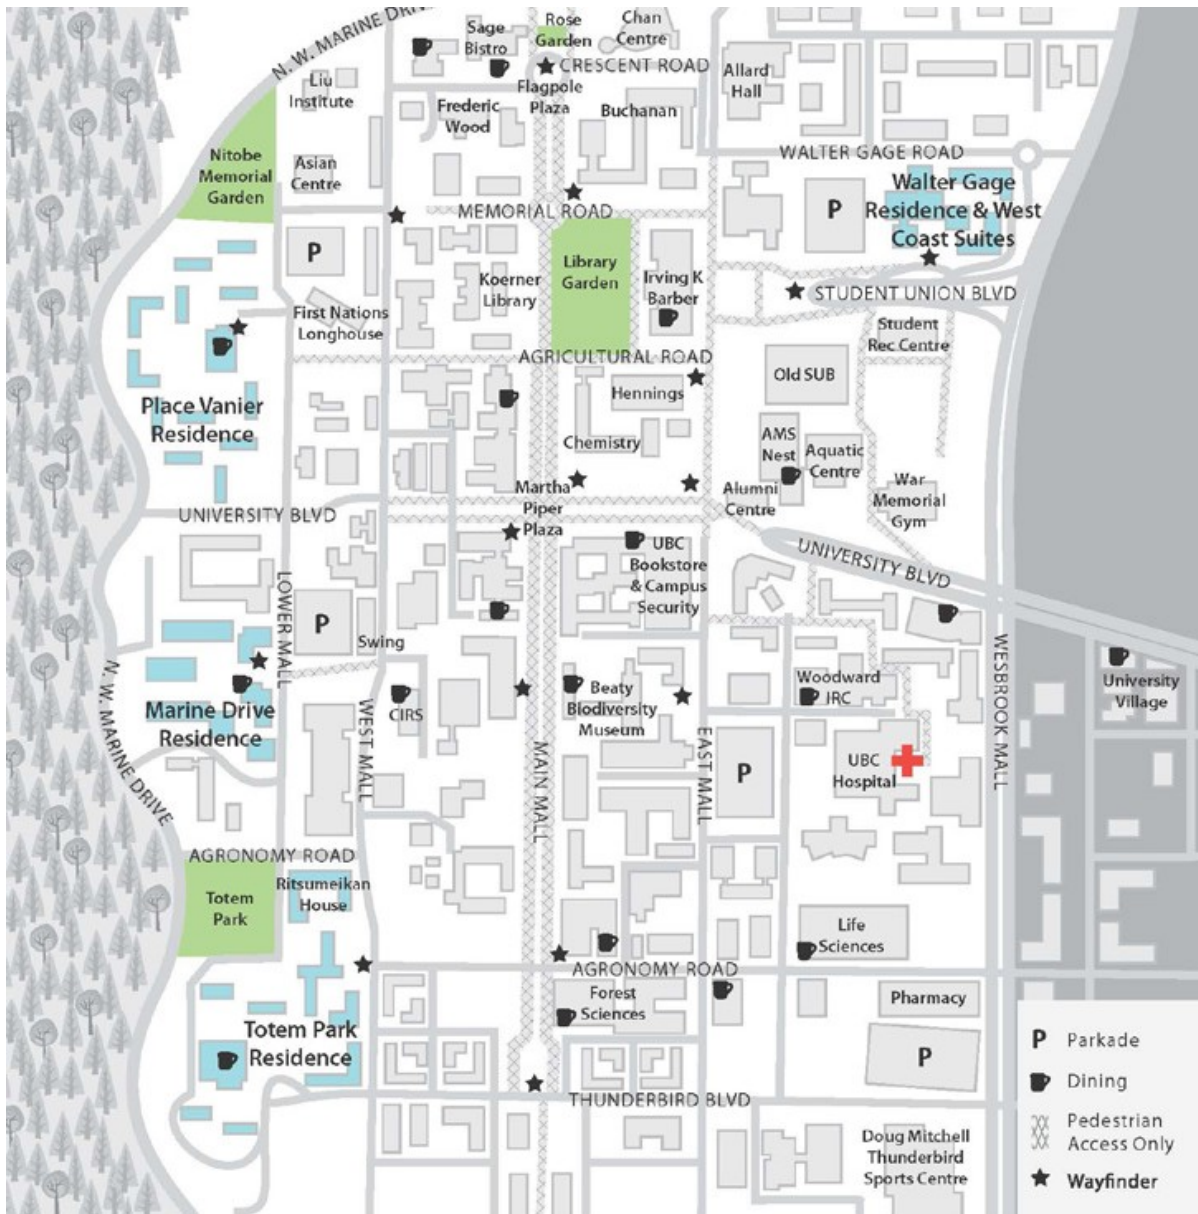 N. W. MARINE DRIVE
Sage
Bistro
Rose
Garden
Chan
Centre
CRESCENT ROAD
Liu
Institute
Flagpole
Plaza
Allard
Hall
Frederic
Wood
Buchanan
Nitobe
Memorial
Garden
Asian
Centre
WALTER GAGE ROAD
Walter Gage
Residence & West
Coast Suites
P
MEMORIAL ROAD
P
Koerner
Library
Library
Garden
Irving K
Barber
STUDENT UNION BLVD
First Nations
Longhouse
Student
Rec Centre
AGRICULTURAL ROAD
Old SUB
Hennings
Place Vanier
Residence
Chemistry
AMS
Nest
Aquatic
Centre
Martha
Piper
Plaza
Alumni
Centre
War
Memorial
Gym
UNIVERSITY BLVD
UNIVERSITY BLVD
UBC
Bookstore
& Campus
Security
LOWER MALL
P
Swing
WESBROOK MALL
University
Village
Woodward
IRC
N. W. MARINE DRIVE
Marine Drive
Residence
WEST MALL
CIRS
Beaty
Biodiversity
Museum
MAIN MALL
EAST MALL
P
UBC
Hospital
AGRONOMY ROAD
Totem
Park
Ritsumeikan
House
Life
Sciences
AGRONOMY ROAD
Forest
Sciences
Pharmacy
Totem Park
Residence
P
THUNDERBIRD BLVD
Doug Mitchell
Thunderbird
Sports Centre
P Parkade
Dining
Pedestrian
Access Only
Wayfinder